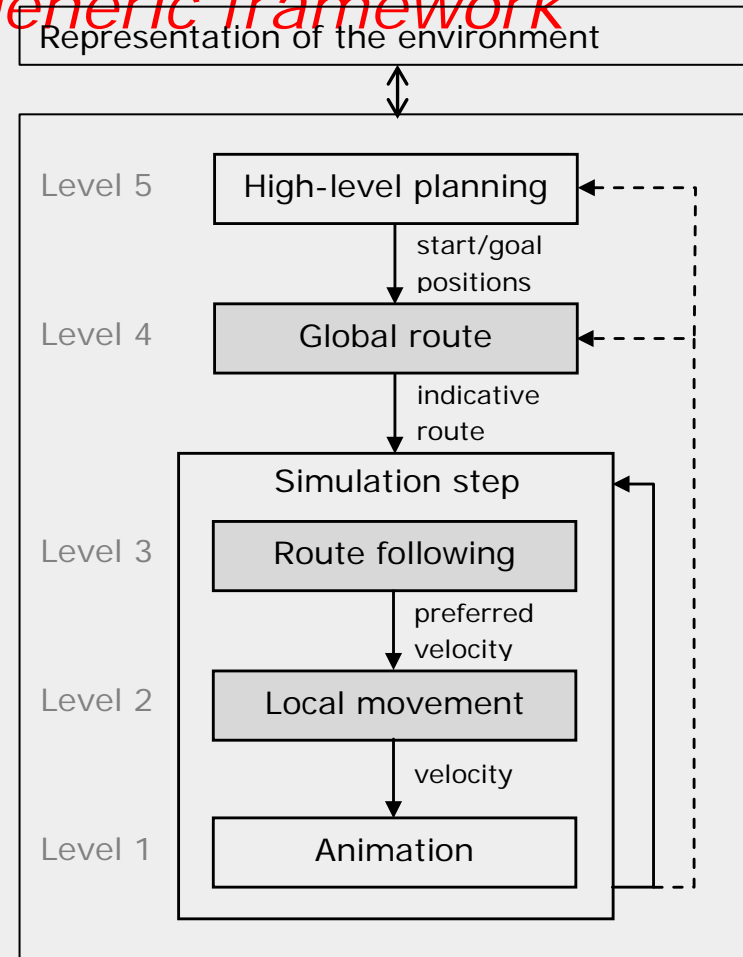 generic framework
Representation of the environment
Level 5
High-level planning
start/goal
positions
Level 4
Global route
indicative
route
Simulation step
Level 3
Route following
preferred
velocity
Level 2
Local movement
velocity
Level 1
Animation